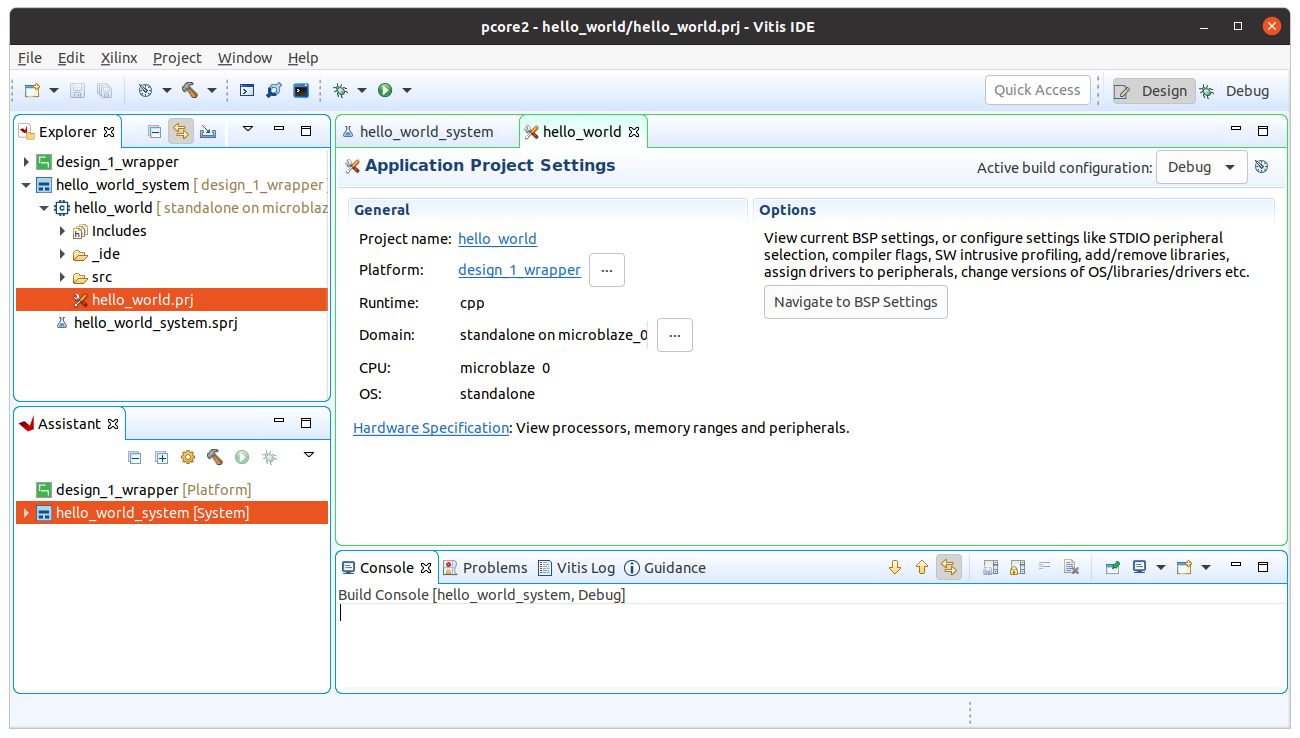 pcore2 - hello_world/hello_world.prj - Vitis IDE
File Edit Xilinx Project Window Help
Quick Access
Design
Debug
Explorer
design_1_wrapper
hello_world_system [ design_1_wrapper
hello_world [ standalone on microblaz
Includes
_ide
src
hello_world.prj
hello_world_system.sprj
Assistant
design_1_wrapper [Platform]
hello_world_system [System]
hello_world_system
hello_world
Application Project Settings
Active build configuration: Debug
General
Project name: hello_world
Platform: design_1_wrapper ...
Runtime: cpp
Domain: standalone on microblaze_0 ...
CPU: microblaze_0
OS: standalone
Hardware Specification: View processors, memory ranges and peripherals.
Options
View current BSP settings, or configure settings like STDIO peripheral
selection, compiler flags, SW intrusive profiling, add/remove libraries,
assign drivers to peripherals, change versions of OS/libraries/drivers etc.
Navigate to BSP Settings
Console Problems Vitis Log Guidance
Build Console [hello_world_system, Debug]